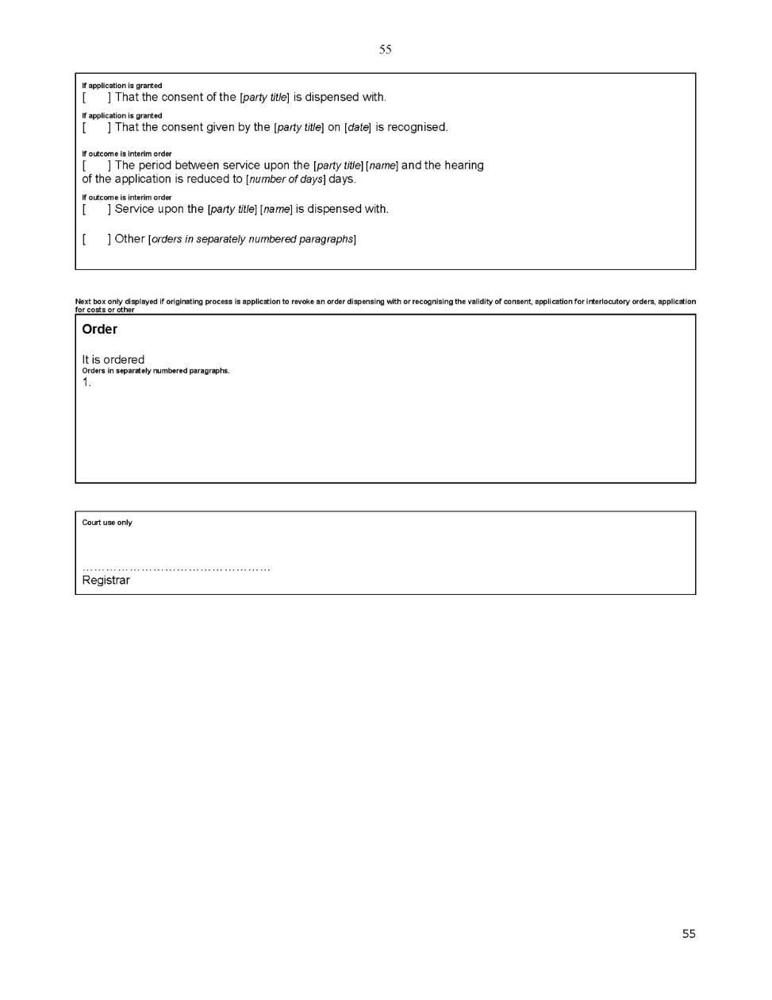 55
If application is granted
[ ] That the consent of the [party title] is dispensed with.
If application is granted
[ ] That the consent given by the [party title] on [date] is recognised.
If outcome is interim order
[ ] The period between service upon the [party title] [name] and the hearing
of the application is reduced to [number of days] days.
If outcome is interim order
[ ] Service upon the [party title] [name] is dispensed with.
[ ] Other [orders in separately numbered paragraphs]
Next box only displayed if originating process is application to revoke an order dispensing with or recognising the validity of consent, application for interlocutory orders, application
for costs or other
Order
It is ordered
Orders in separately numbered paragraphs.
1.
Court use only
…………………………………………
Registrar
55